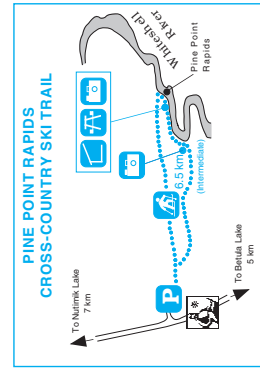 PINE POINT RAPIDS
CROSS-COUNTRY SKI TRAIL
To Nutimik Lake
7 km
P
6.5 km
(Intermediate)
Whiteshell
River
Pine Point
Rapids
To Betula Lake
5 km